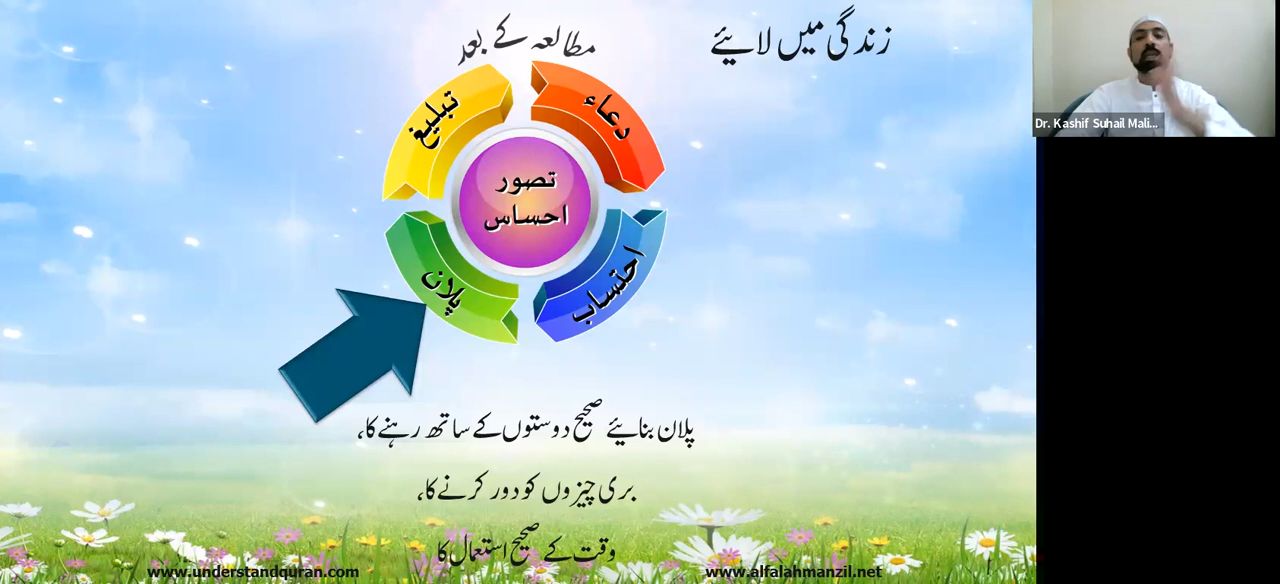 زندگی میں لائیے
مطالعہ کے بعد
دعاء
تبلیغ
تصور
احساس
احتساب
پلان
پلان بنائیے صحیح دوستوں کے ساتھ رہنے کا،
بری چیزوں کو دور کرنے کا،
وقت کے صحیح استعمال کا
www.understandquran.com
www.alfalahmanzil.net
Dr. Kashif Suhail Mali...